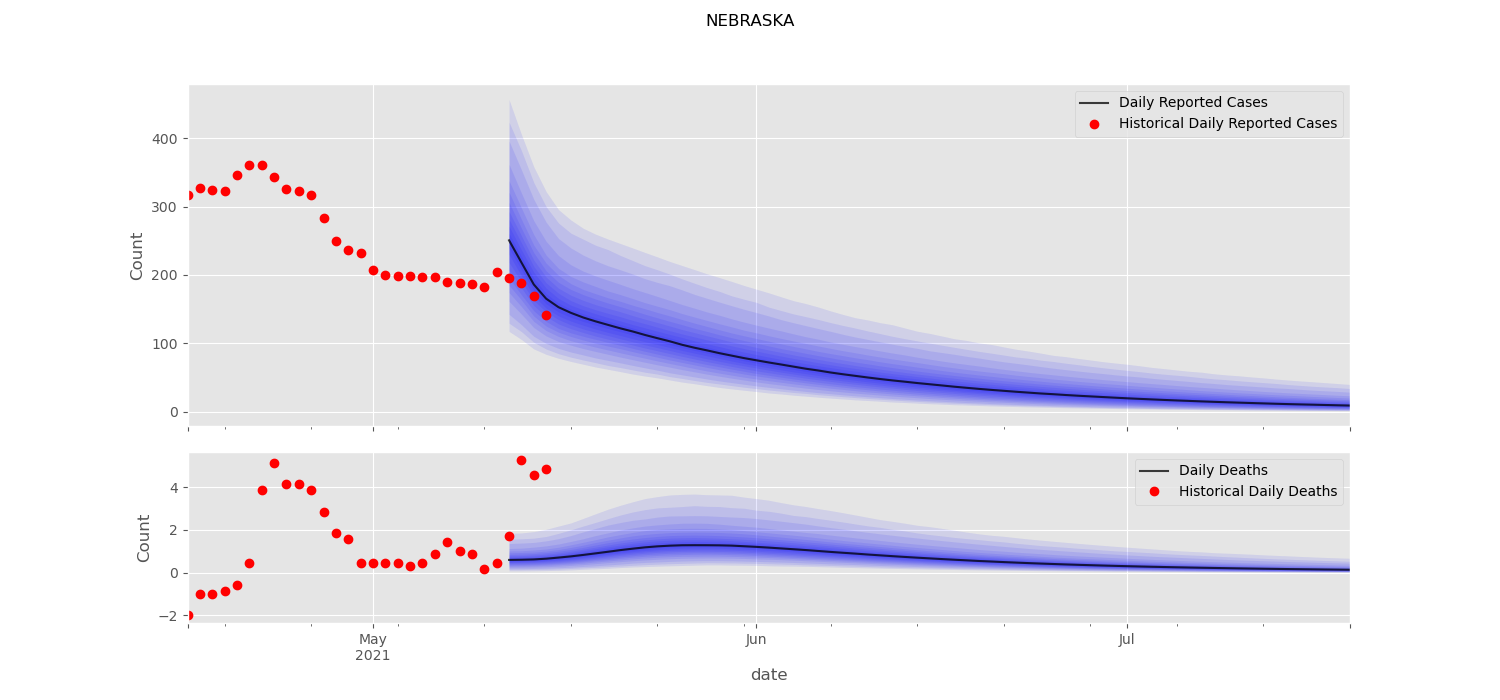 NEBRASKA
Daily Reported Cases
Historical Daily Reported Cases
400
300
200
100
0
Count
Daily Deaths
Historical Daily Deaths
4
2
0
−2
Count
May
2021
Jun
Jul
date